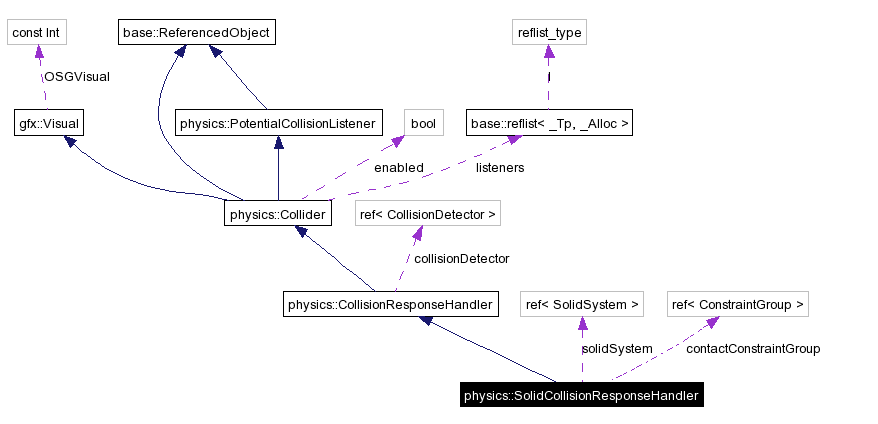 const Int
base::ReferencedObject
reflist_type
OSGVisual
l
gfx::Visual
physics::PotentialCollisionListener
bool
base::reflist< _Tp, _Alloc >
enabled
listeners
physics::Collider
ref< CollisionDetector >
collisionDetector
physics::CollisionResponseHandler
ref< SolidSystem >
ref< ConstraintGroup >
solidSystem
contactConstraintGroup
physics::SolidCollisionResponseHandler